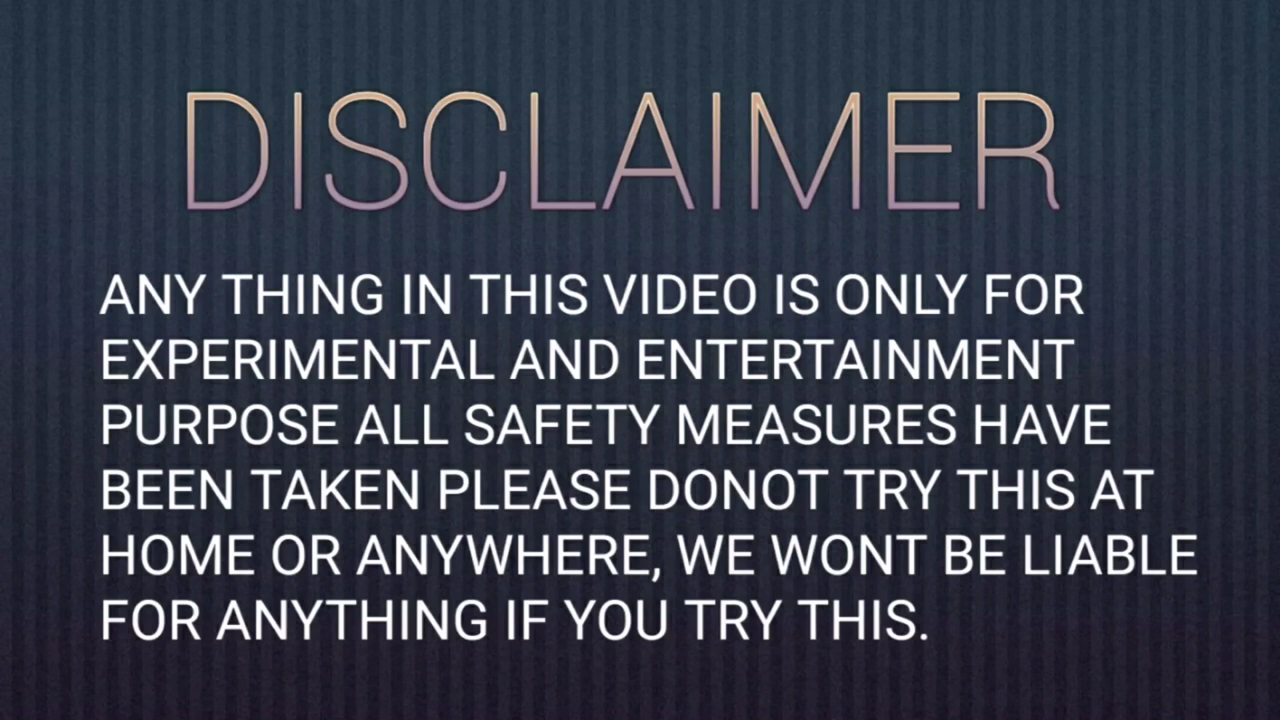 DISCLAIMER
ANY THING IN THIS VIDEO IS ONLY FOR
EXPERIMENTAL AND ENTERTAINMENT
PURPOSE ALL SAFETY MEASURES HAVE
BEEN TAKEN PLEASE DONOT TRY THIS AT
HOME OR ANYWHERE, WE WONT BE LIABLE
FOR ANYTHING IF YOU TRY THIS.